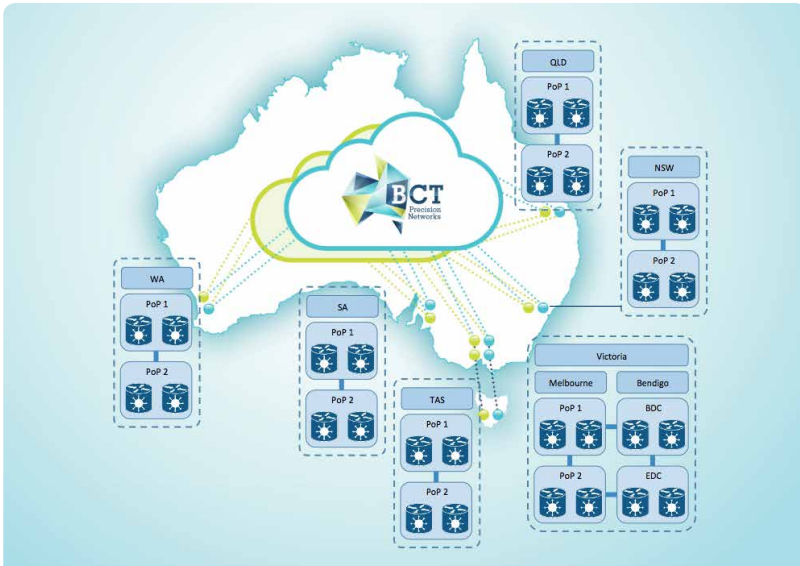 BCT
Precision
Networks
QLD
PoP 1
PoP 2
NSW
PoP 1
PoP 2
WA
PoP 1
PoP 2
SA
PoP 1
PoP 2
TAS
PoP 1
PoP 2
Victoria
Melbourne Bendigo
PoP 1 BDC
PoP 2 EDC